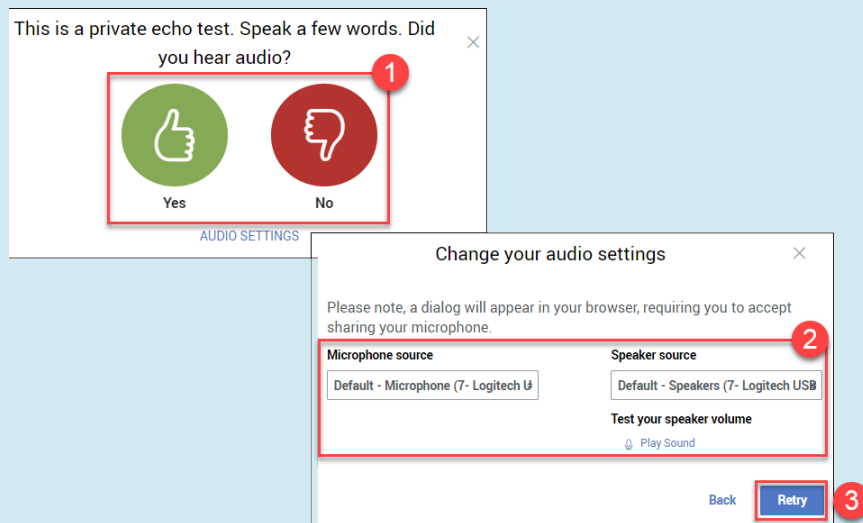 This is a private echo test. Speak a few words. Did
you hear audio?
1
Yes
No
AUDIO SETTINGS
Change your audio settings
Please note, a dialog will appear in your browser, requiring you to accept
sharing your microphone.
2
Microphone source
Speaker source
Default - Microphone (7- Logitech U
Default - Speakers (7- Logitech USB
Test your speaker volume
Play Sound
Back
Retry
3